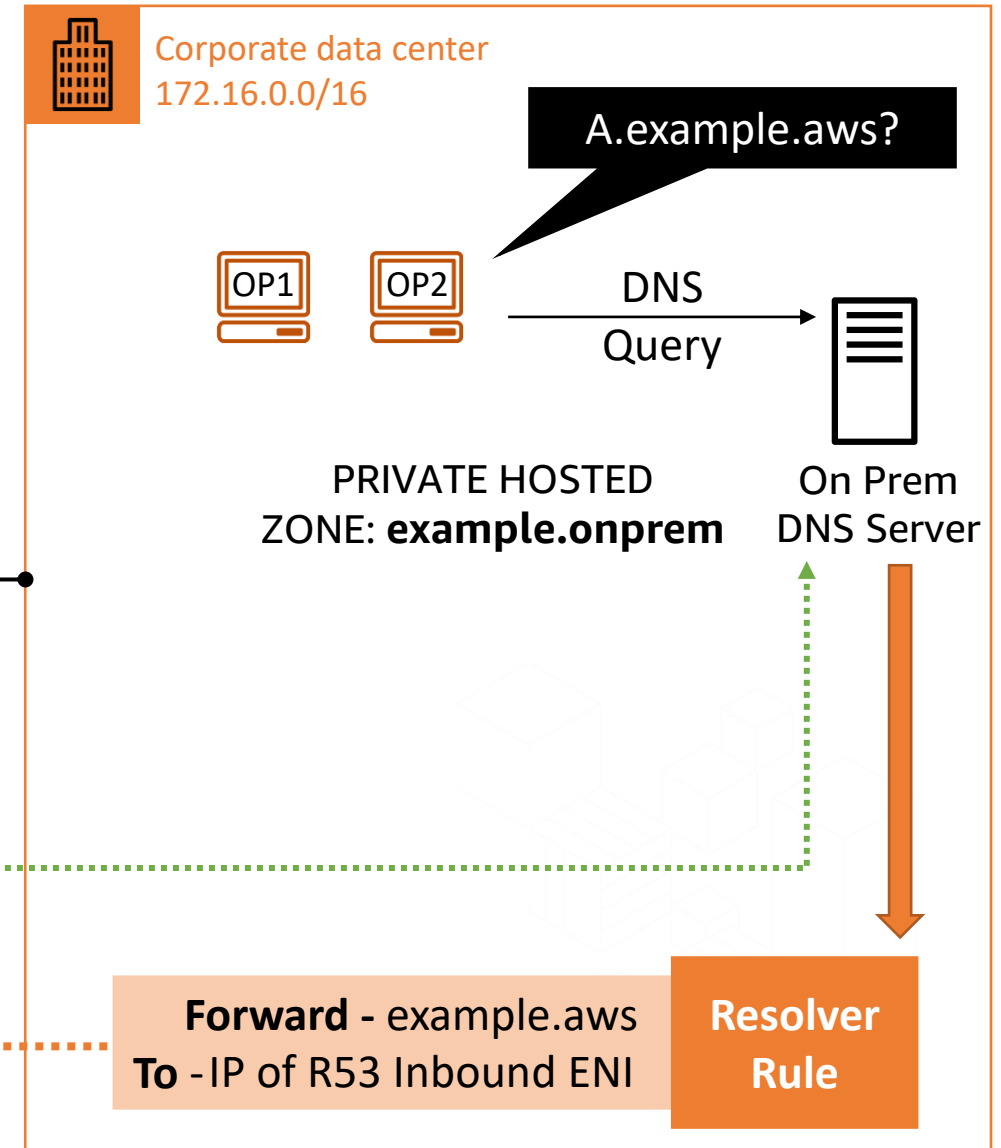 Corporate data center
172.16.0.0/16
A.example.aws?
OP1
OP2
DNS
Query
PRIVATE HOSTED
ZONE: example.onprem
On Prem
DNS Server
Forward - example.aws
To -IP of R53 Inbound ENI
Resolver
Rule